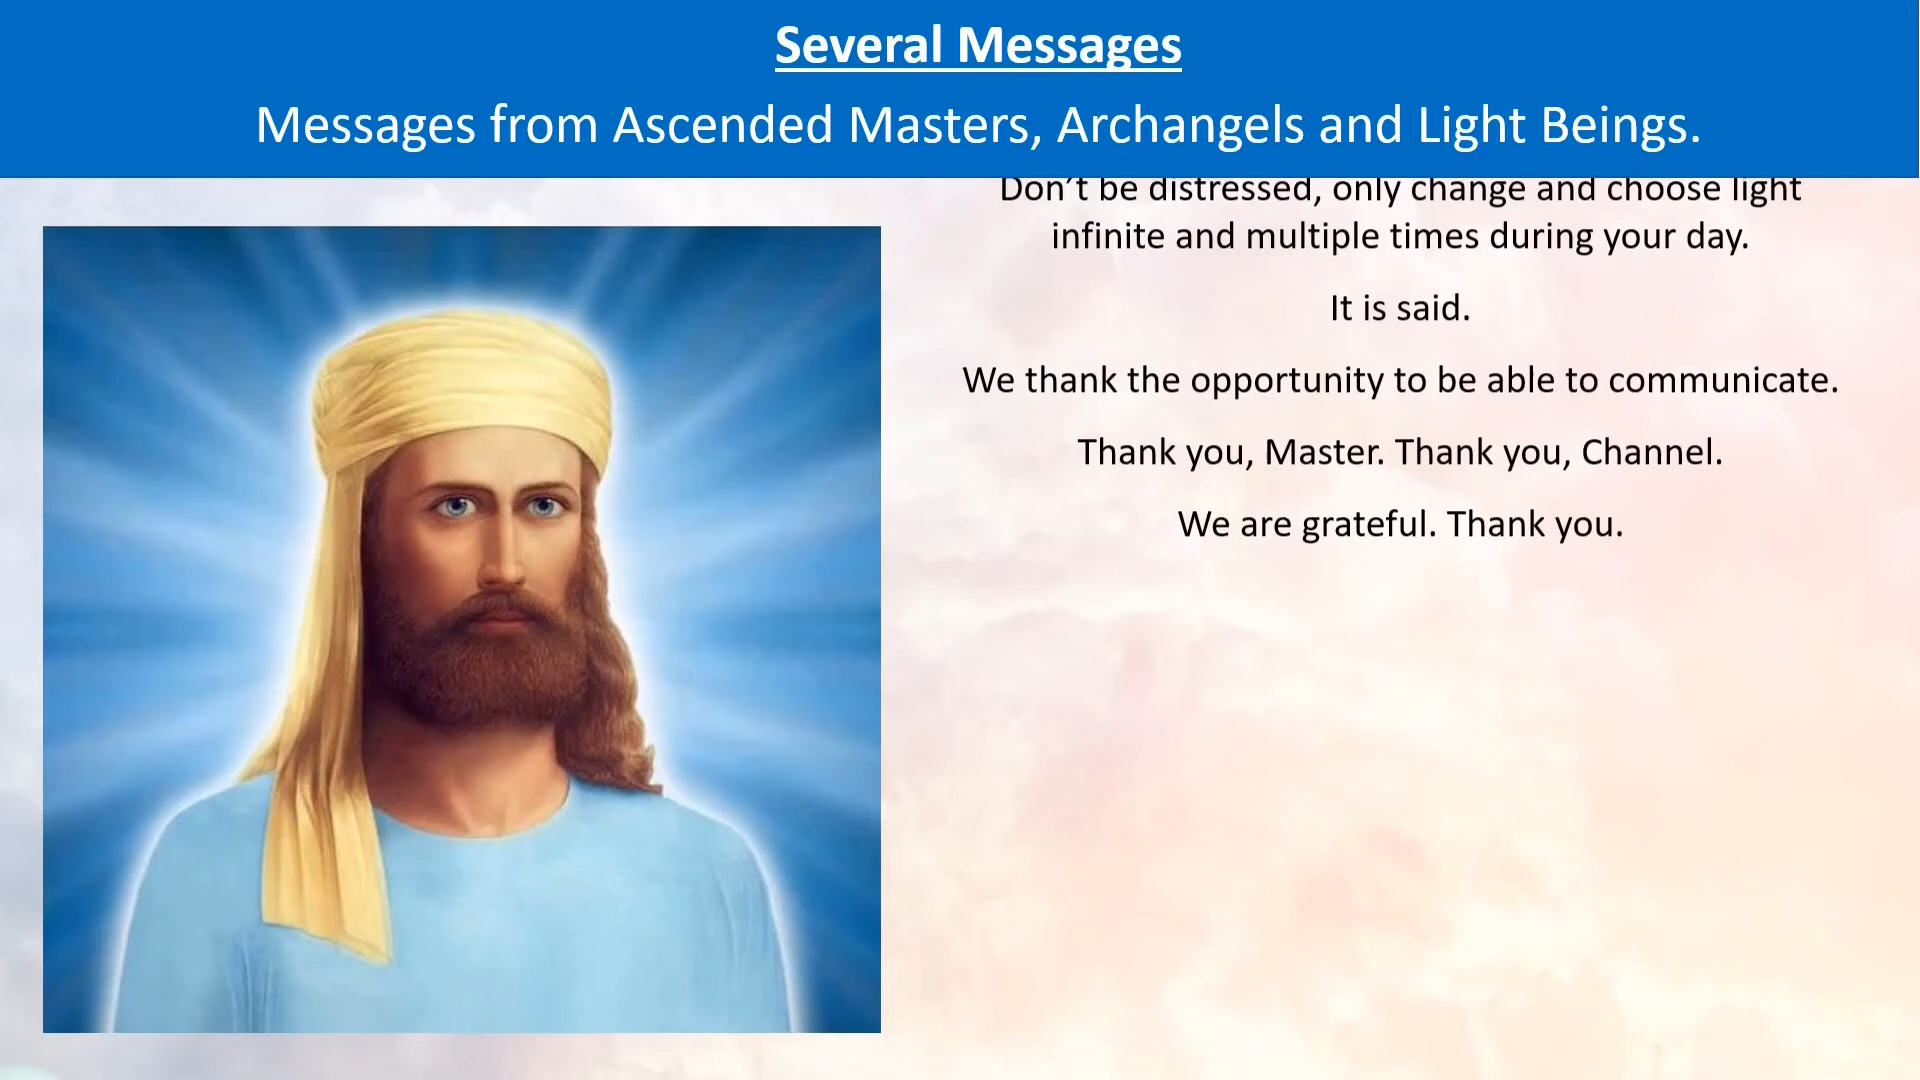 Several Messages
Messages from Ascended Masters, Archangels and Light Beings.
Don’t be distressed, only change and choose light
infinite and multiple times during your day.
It is said.
We thank the opportunity to be able to communicate.
Thank you, Master. Thank you, Channel.
We are grateful. Thank you.